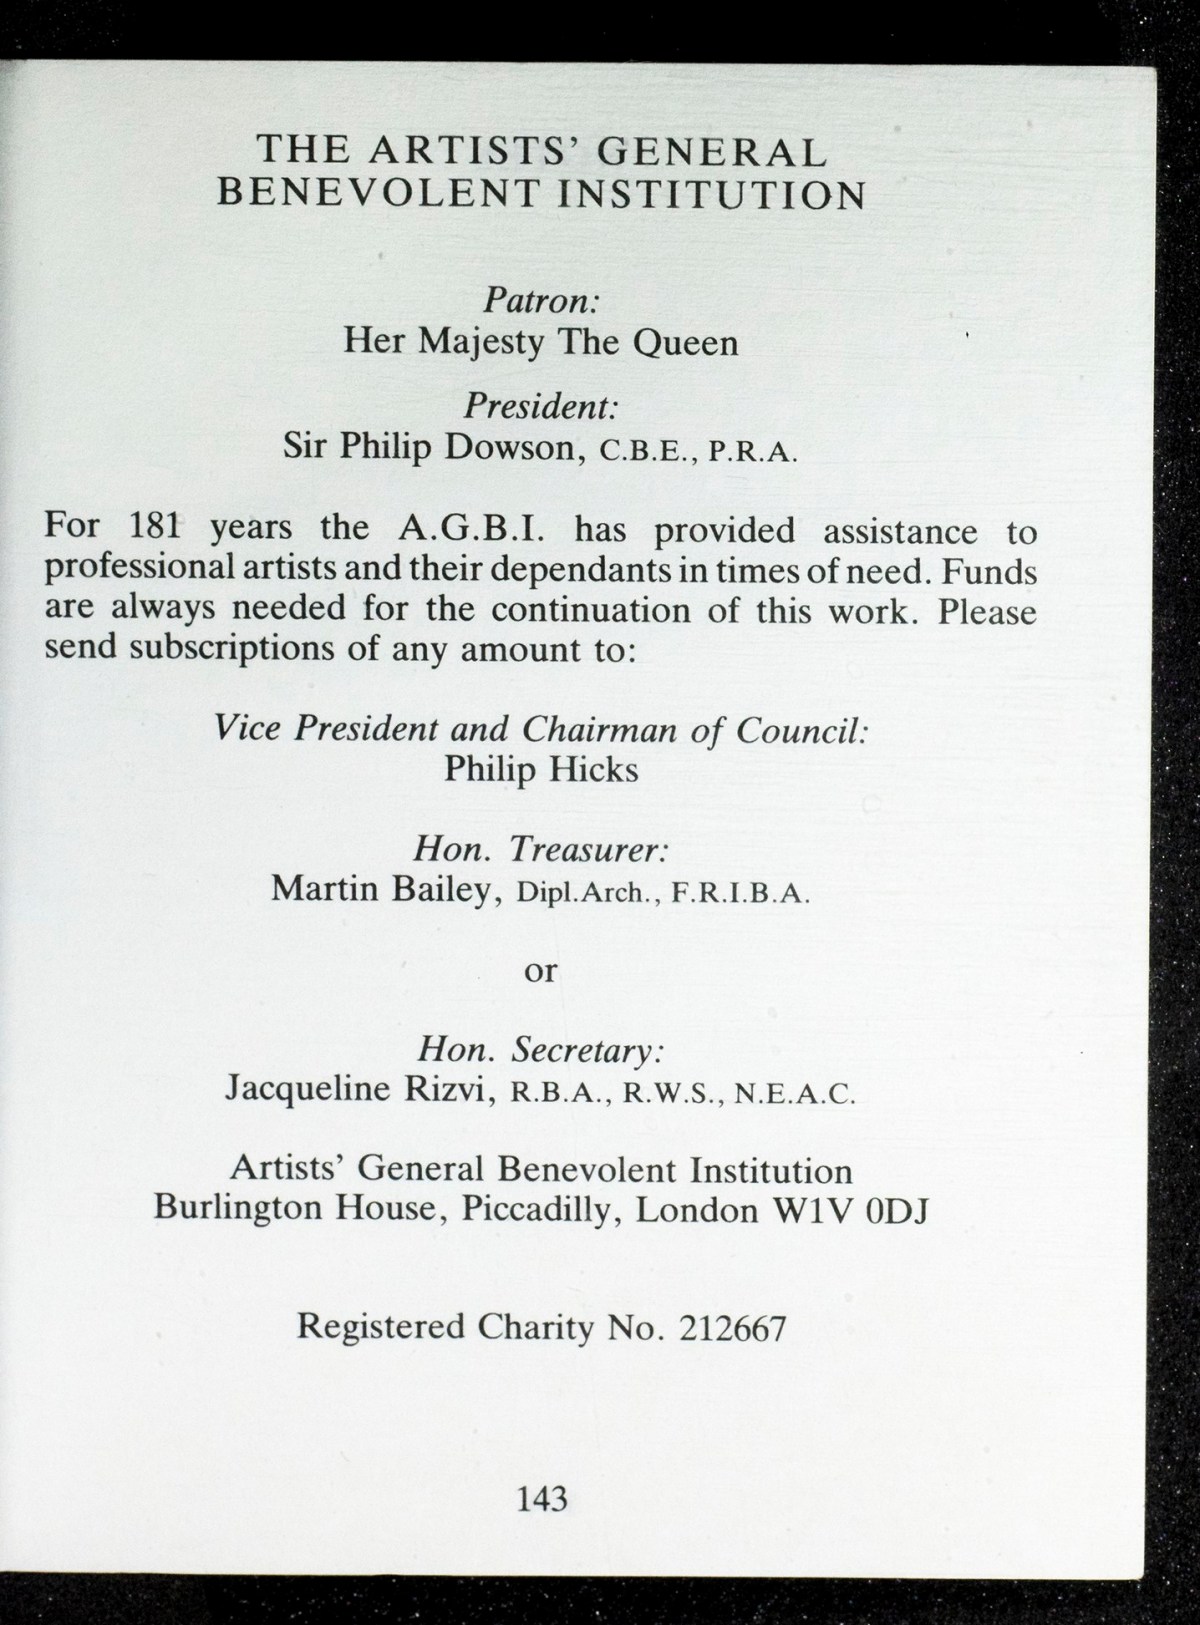 THE ARTISTS’ GENERAL
BENEVOLENT INSTITUTION
Patron:
Her Majesty The Queen
President:
Sir Philip Dowson, C.B.E., P.R.A.
For 181 years the A.G.B.I. has provided assistance to
professional artists and their dependants in times of need. Funds
are always needed for the continuation of this work. Please
send subscriptions of any amount to:
Vice President and Chairman of Council:
Philip Hicks
Hon. Treasurer:
Martin Bailey, Dipl.Arch., F.R.I.B.A.
or
Hon. Secretary:
Jacqueline Rizvi, R.B.A., R.W.S., N.E.A.C.
Artists’ General Benevolent Institution
Burlington House, Piccadilly, London W1V 0DJ
Registered Charity No. 212667
143